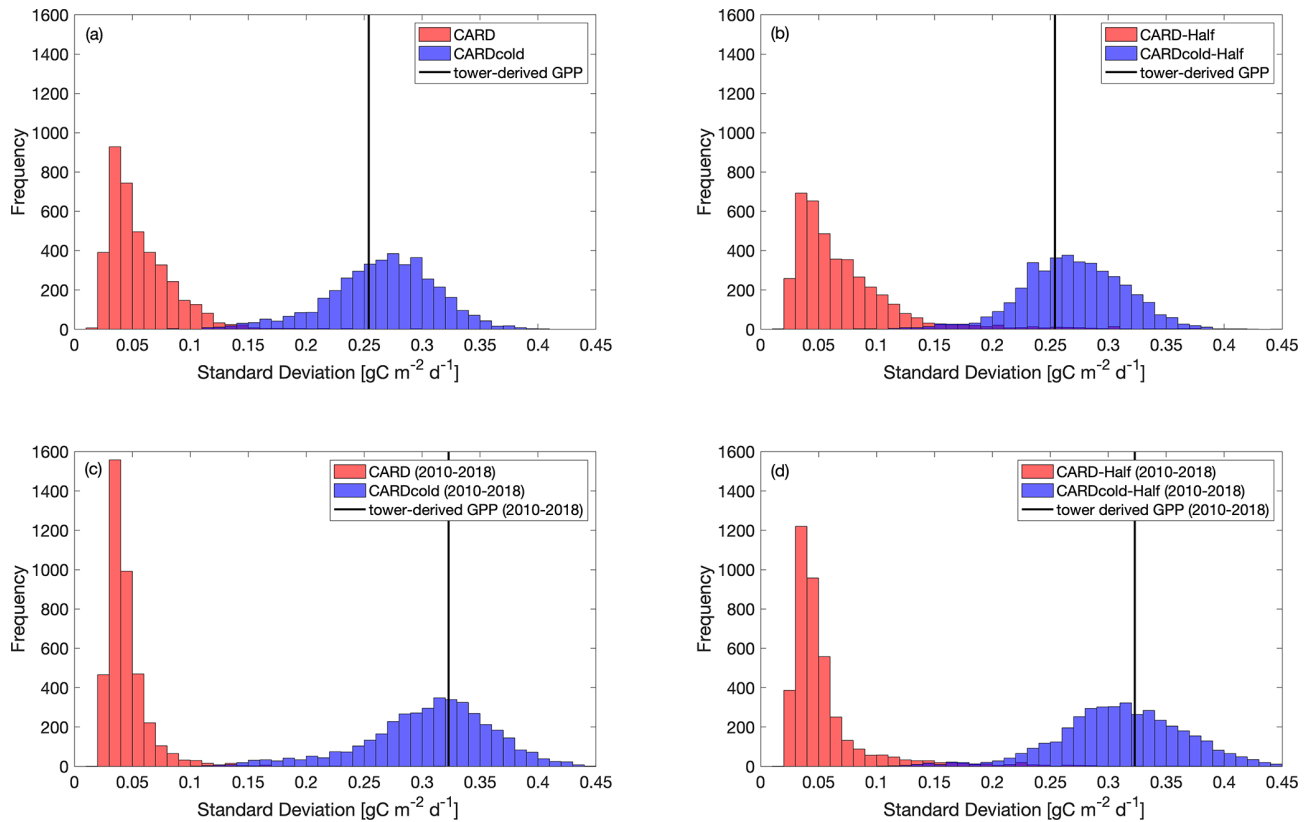 (a)
CARD
CARDcold
tower-derived GPP
1600
1400
1200
1000
800
600
400
200
0
Frequency
0 0.05 0.1 0.15 0.2 0.25 0.3 0.35 0.4 0.45
Standard Deviation [gC m⁻² d⁻¹]
(b)
CARD-Half
CARDcold-Half
tower-derived GPP
1600
1400
1200
1000
800
600
400
200
0
Frequency
0 0.05 0.1 0.15 0.2 0.25 0.3 0.35 0.4 0.45
Standard Deviation [gC m⁻² d⁻¹]
(c)
CARD (2010-2018)
CARDcold (2010-2018)
tower-derived GPP (2010-2018)
1600
1400
1200
1000
800
600
400
200
0
Frequency
0 0.05 0.1 0.15 0.2 0.25 0.3 0.35 0.4 0.45
Standard Deviation [gC m⁻² d⁻¹]
(d)
CARD-Half (2010-2018)
CARDcold-Half (2010-2018)
tower derived GPP (2010-2018)
1600
1400
1200
1000
800
600
400
200
0
Frequency
0 0.05 0.1 0.15 0.2 0.25 0.3 0.35 0.4 0.45
Standard Deviation [gC m⁻² d⁻¹]